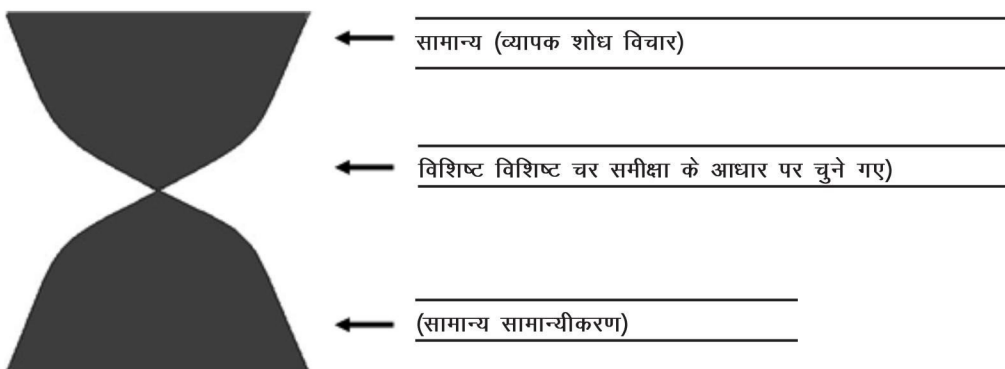 सामान्य (व्यापक शोध विचार)
विशिष्ट विशिष्ट चर समीक्षा के आधार पर चुने गए)
(सामान्य सामान्यीकरण)